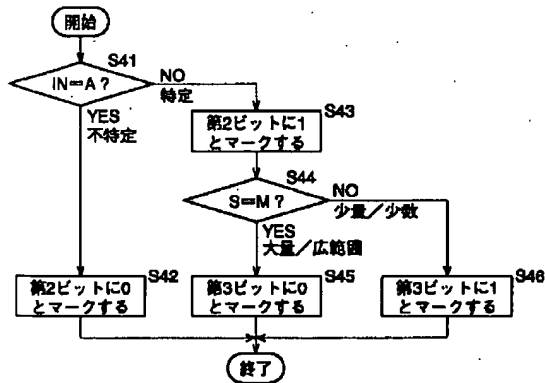 開始
S41
IN=A?
NO
特定
YES
不特定
S43
第2ビットに1
とマークする
S44
S=M?
NO
少量/少数
YES
大量/広範囲
S42
第2ビットに0
とマークする
S45
第3ビットに0
とマークする
S46
第3ビットに1
とマークする
終了